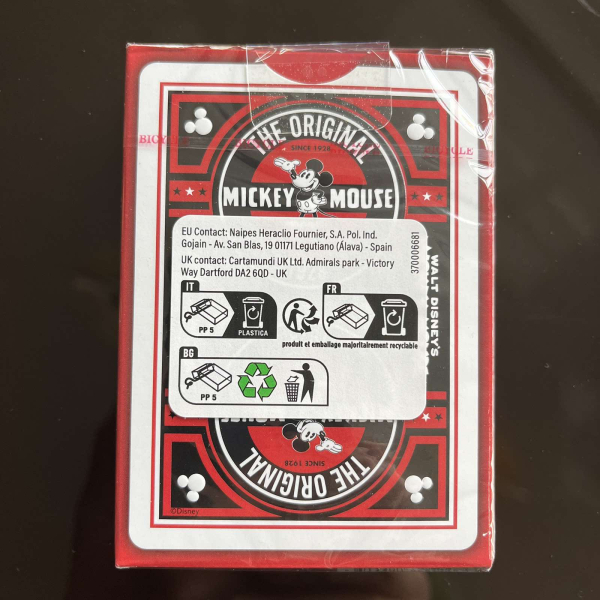 BICYCLE
THE ORIGINAL
SINCE 1928
MICKEY MOUSE
EU Contact: Naipes Heraclio Fournier, S.A. Pol. Ind.
Gojain - Av. San Blas, 19 01171 Legutiano (Álava) - Spain
UK contact: Cartamundi UK Ltd. Admirals park - Victory
Way Dartford DA2 6QD - UK
370006681
WALT DISNEY'S
IT
PP 5
PLASTICA
FR
produit et emballage majoritairement recyclable
BG
PP 5
MICKEY MOUSE
SINCE 1928
THE ORIGINAL
©Disney